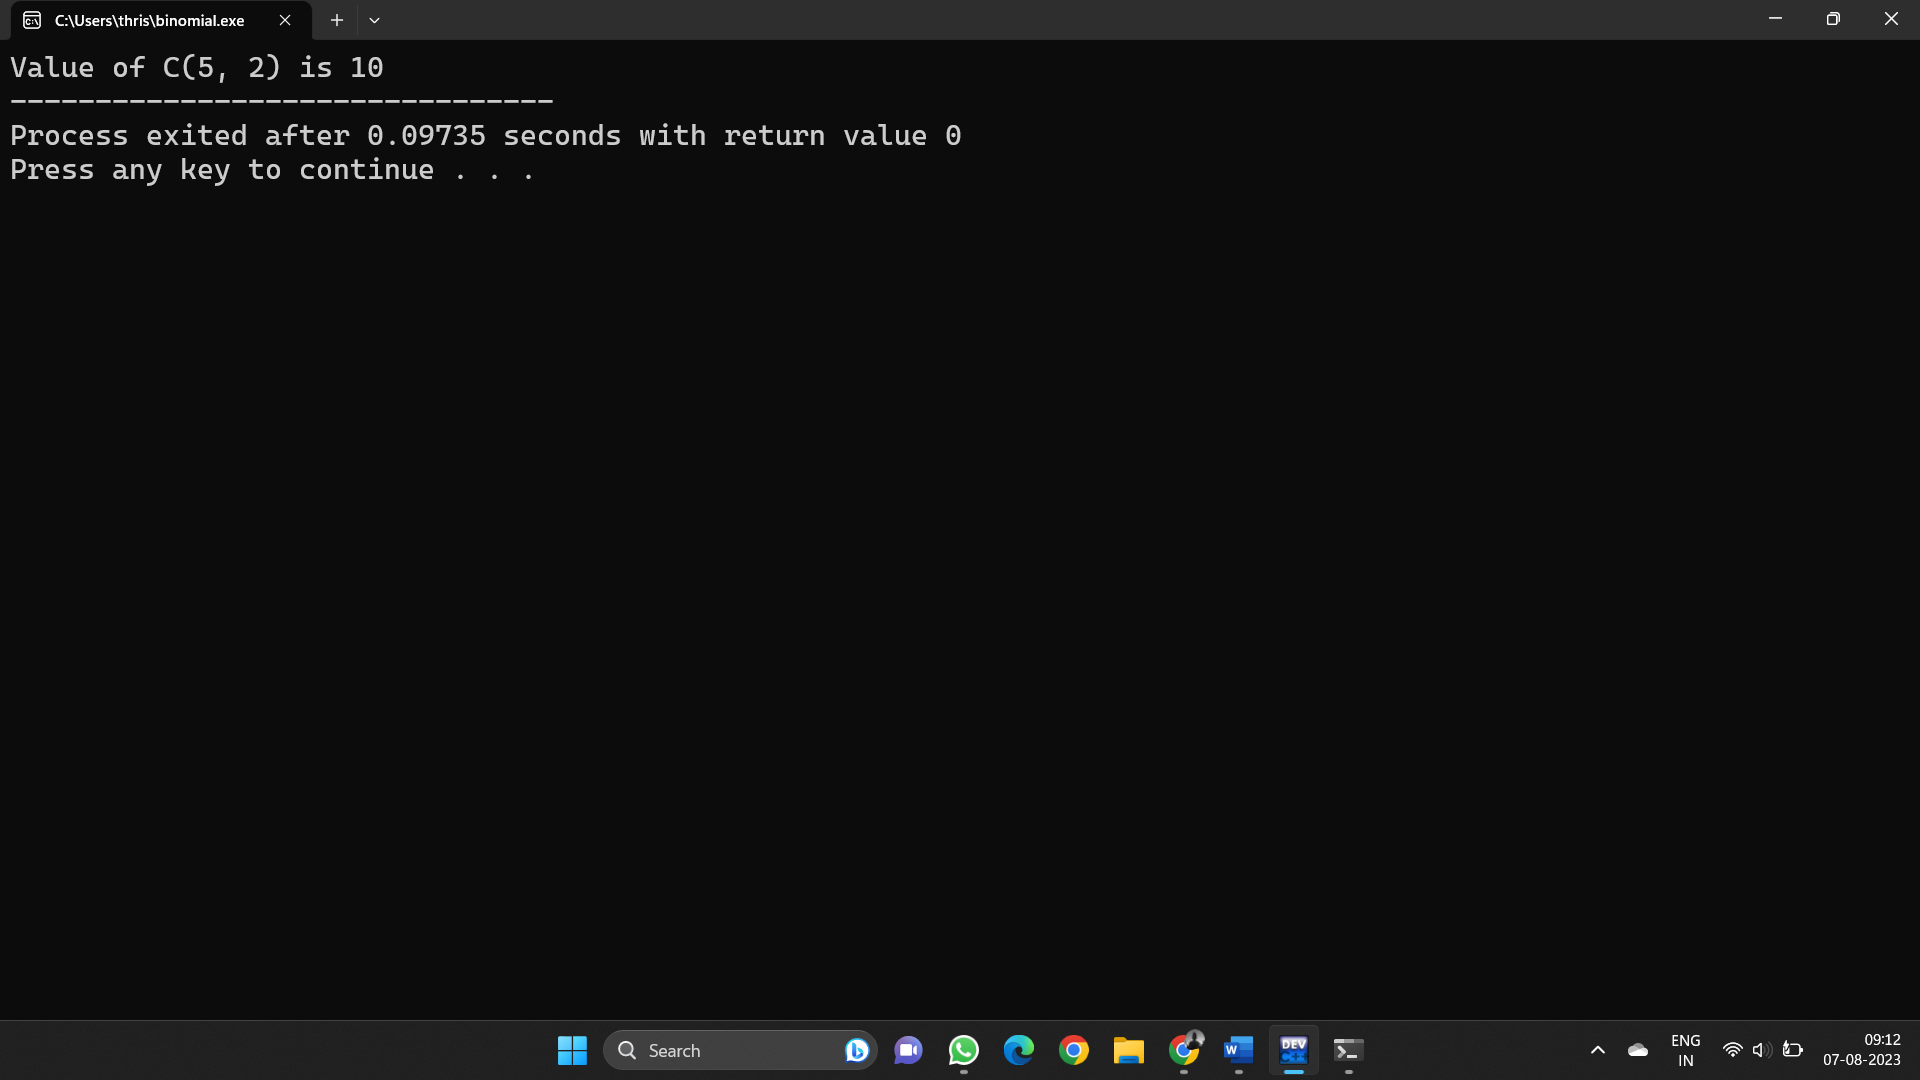 C:\Users\thris\binomial.exe
Value of C(5, 2) is 10
--------------------------------
Process exited after 0.09735 seconds with return value 0
Press any key to continue . . .
Search
W
DEV
C++
ENG
IN
09:12
07-08-2023